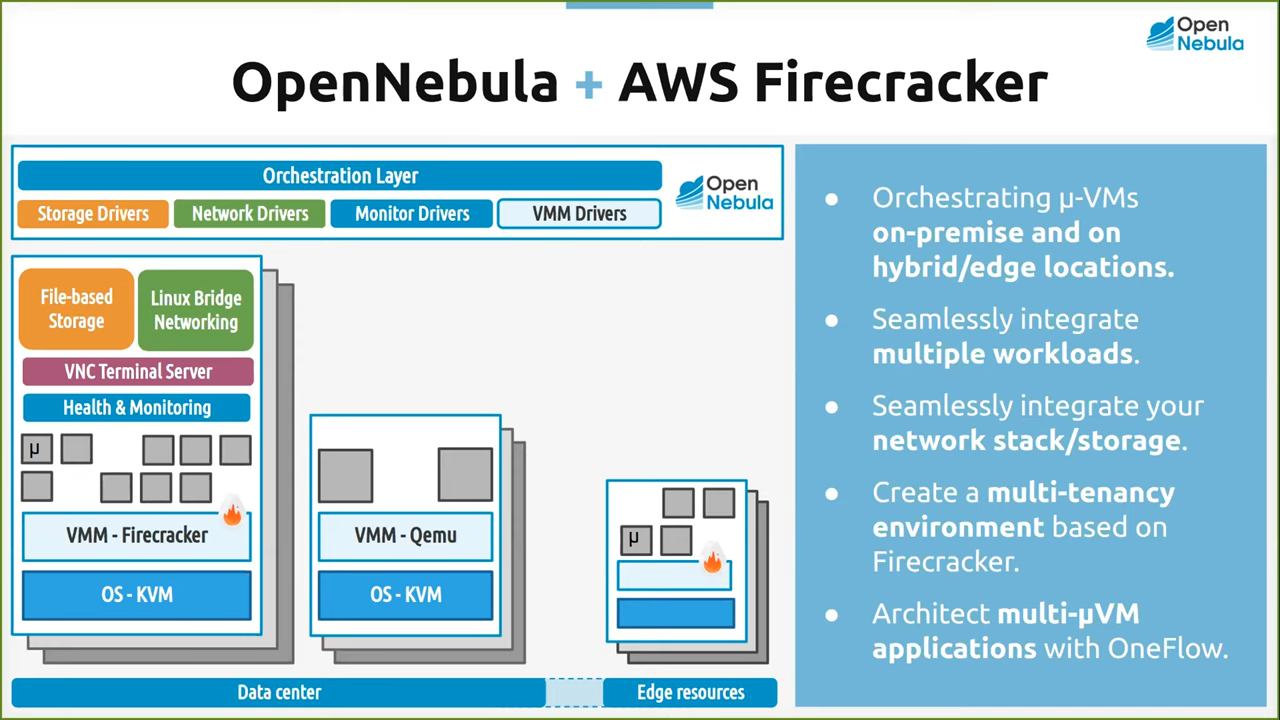 Open
Nebula
OpenNebula + AWS Firecracker
Orchestration Layer
Storage Drivers
Network Drivers
Monitor Drivers
VMM Drivers
Open
Nebula
File-based
Storage
Linux Bridge
Networking
VNC Terminal Server
Health & Monitoring
μ
VMM - Firecracker
OS - KVM
VMM - Qemu
OS - KVM
μ
Data center
Edge resources
● Orchestrating μ-VMs
on-premise and on
hybrid/edge locations.
● Seamlessly integrate
multiple workloads.
● Seamlessly integrate your
network stack/storage.
● Create a multi-tenancy
environment based on
Firecracker.
● Architect multi-μVM
applications with OneFlow.